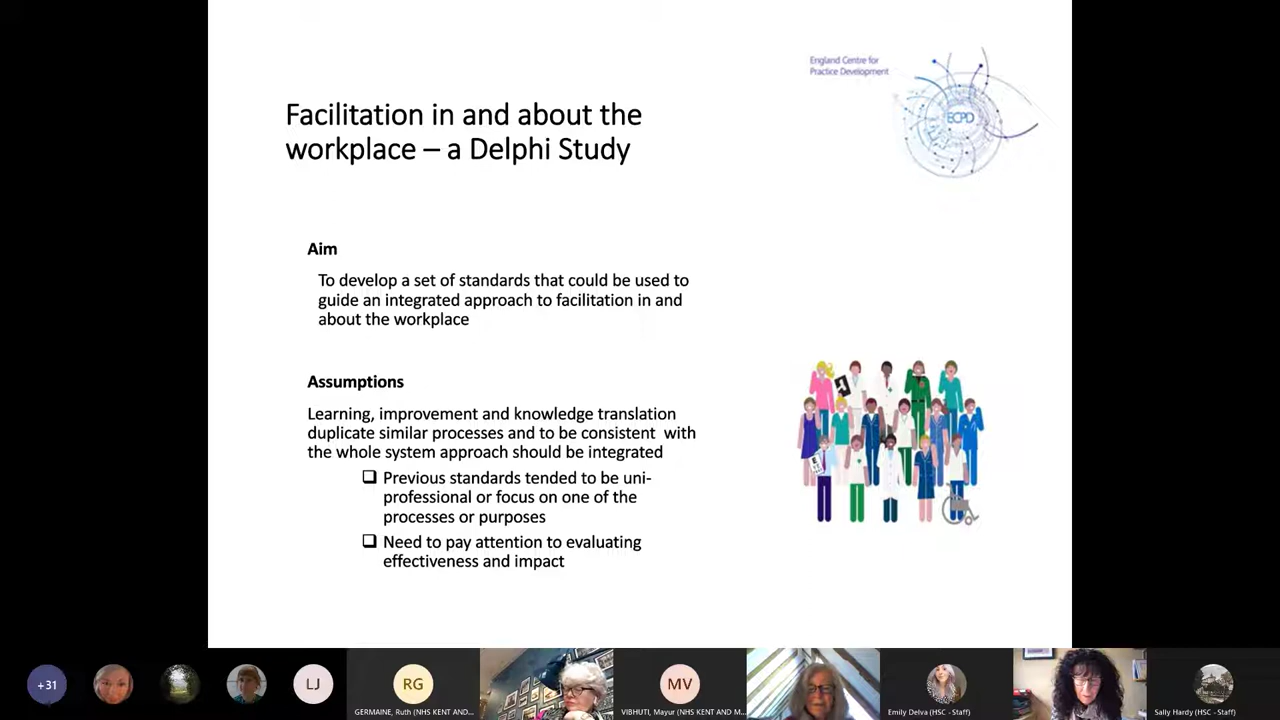 England Centre for
Practice Development
ECPD
Facilitation in and about the
workplace – a Delphi Study
Aim
To develop a set of standards that could be used to
guide an integrated approach to facilitation in and
about the workplace
Assumptions
Learning, improvement and knowledge translation
duplicate similar processes and to be consistent with
the whole system approach should be integrated
Previous standards tended to be uni-
professional or focus on one of the
processes or purposes
Need to pay attention to evaluating
effectiveness and impact
+31
LJ
RG
GERMAINE, Ruth (NHS KENT AND...
MV
VIBHUTI, Mayur (NHS KENT AND M...
Emily Delva (HSC - Staff)
Sally Hardy (HSC - Staff)